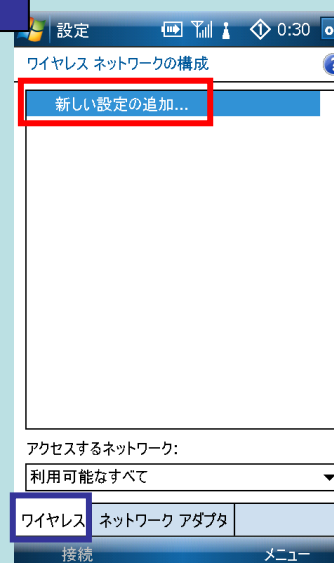 設定 0:30
ワイヤレス ネットワークの構成
新しい設定の追加...
アクセスするネットワーク:
利用可能なすべて
ワイヤレス ネットワーク アダプタ
接続 メニュー